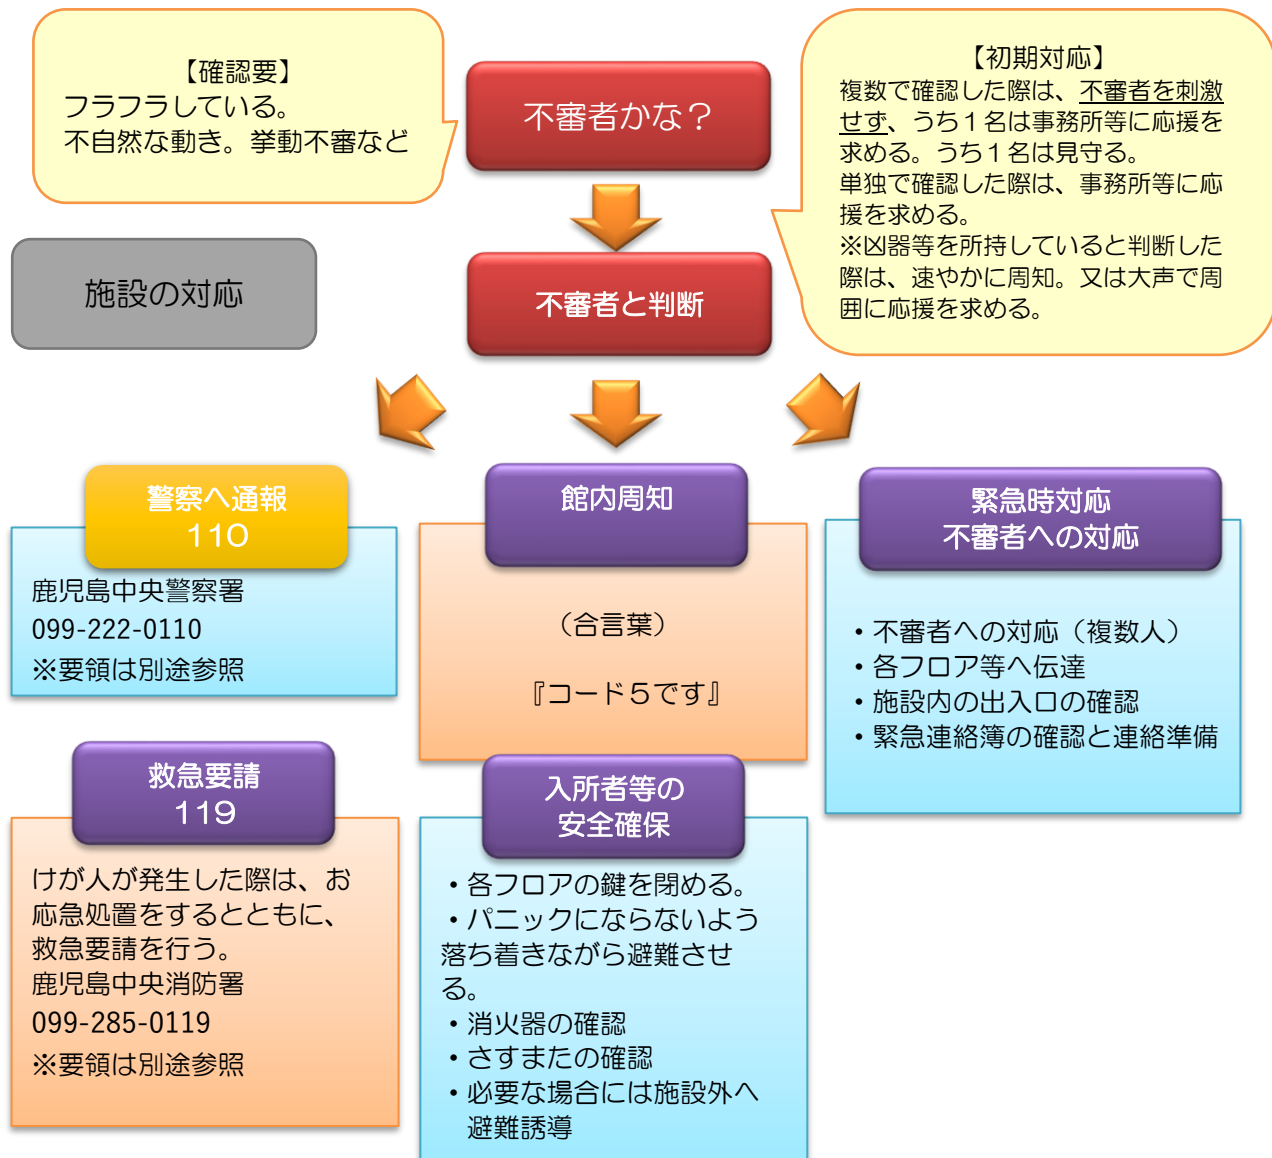 【確認要】
フラフラしている。
不自然な動き。挙動不審など
不審者かな？
【初期対応】
複数で確認した際は、不審者を刺激
せず、うち１名は事務所等に応援を
求める。うち１名は見守る。
単独で確認した際は、事務所等に応
援を求める。
※凶器等を所持していると判断した
際は、速やかに周知。又は大声で周
囲に応援を求める。
施設の対応
不審者と判断
警察へ通報
１１０
鹿児島中央警察署
099-222-0110
※要領は別途参照
館内周知
（合言葉）
『コード５です』
緊急時対応
不審者への対応
・不審者への対応（複数人）
・各フロア等へ伝達
・施設内の出入口の確認
・緊急連絡簿の確認と連絡準備
救急要請
１１９
けが人が発生した際は、お
応急処置をするとともに、
救急要請を行う。
鹿児島中央消防署
099-285-0119
※要領は別途参照
入所者等の
安全確保
・各フロアの鍵を閉める。
・パニックにならないよう
落ち着きながら避難させ
る。
・消火器の確認
・さすまたの確認
・必要な場合には施設外へ
避難誘導